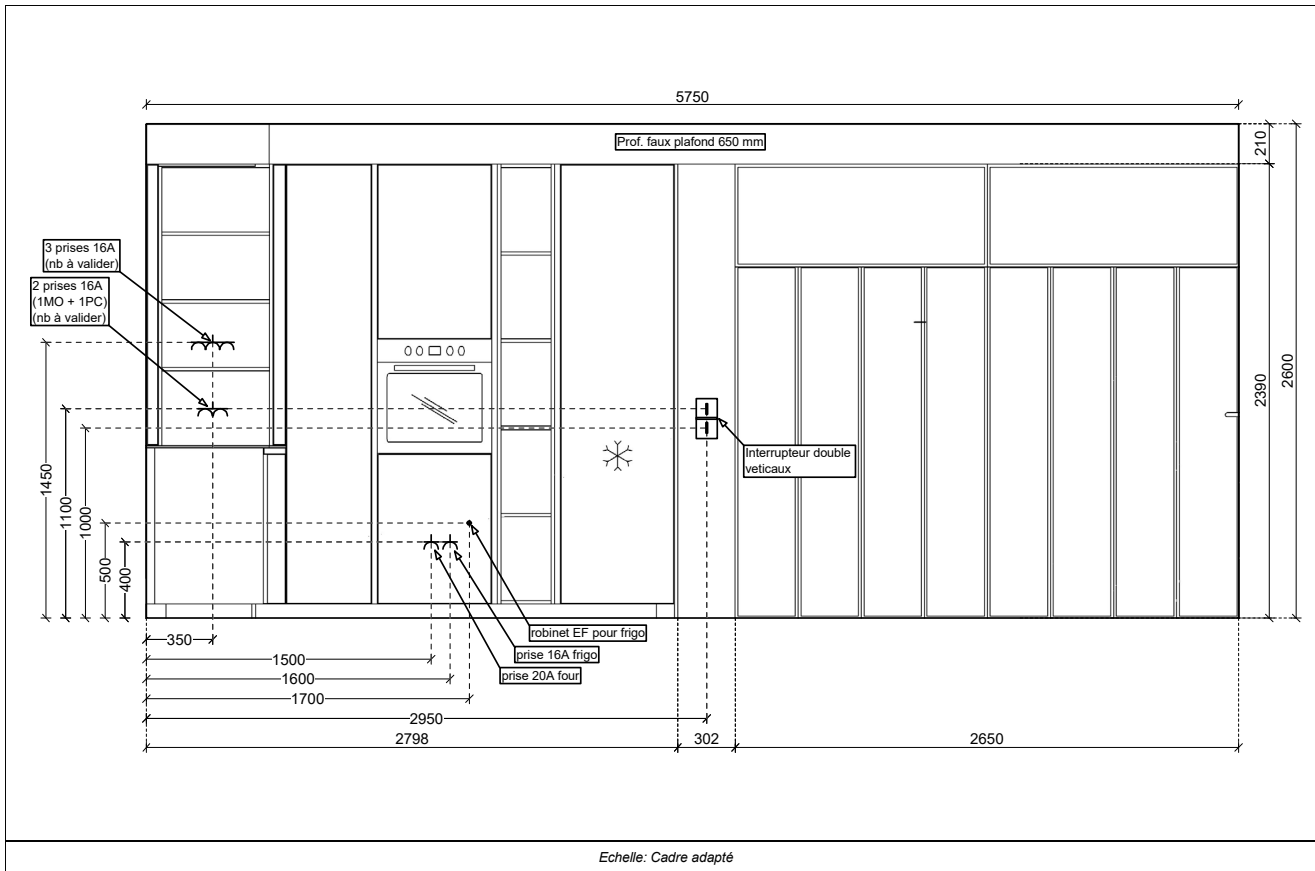 5750
Prof. faux plafond 650 mm
210
3 prises 16A
(nb à valider)
2 prises 16A
(1MO + 1PC)
(nb à valider)
2390
2600
Interrupteur double
veticaux
1450
1100
1000
500
400
350
robinet EF pour frigo
1500
prise 16A frigo
1600
prise 20A four
1700
2950
2798
302
2650
Echelle: Cadre adapté